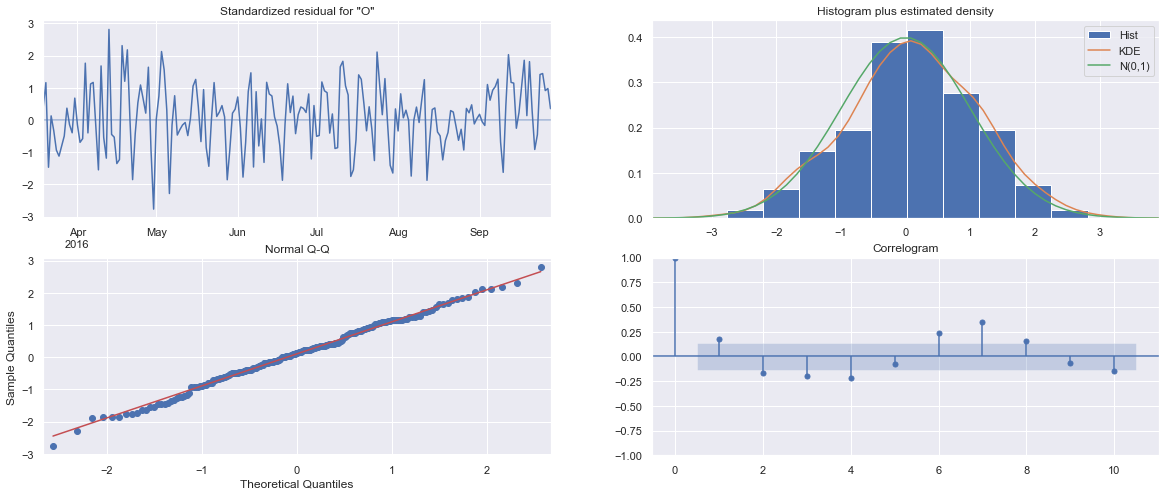 Standardized residual for "O"
3
2
1
0
−1
−2
−3
Apr May Jun Jul Aug Sep
2016
Histogram plus estimated density
0.4
0.3
0.2
0.1
0.0
−3 −2 −1 0 1 2 3
Hist
KDE
N(0,1)
Normal Q-Q
Sample Quantiles
3
2
1
0
−1
−2
−3
−2 −1 0 1 2
Theoretical Quantiles
Correlogram
1.00
0.75
0.50
0.25
0.00
−0.25
−0.50
−0.75
−1.00
0 2 4 6 8 10